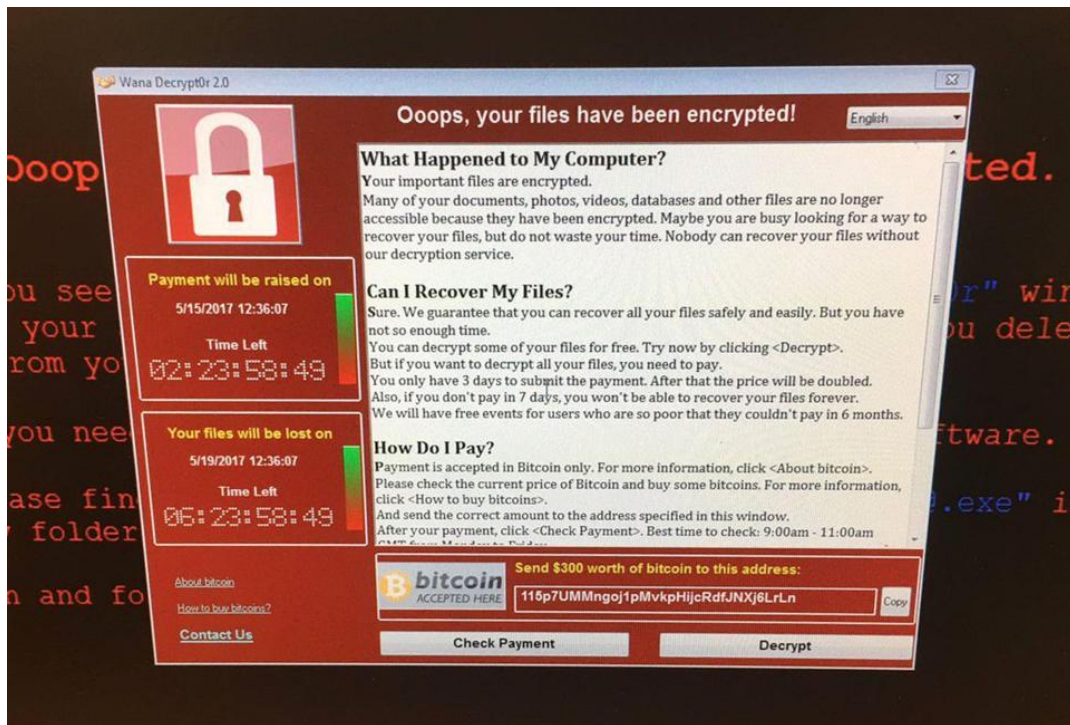 Wana Decrypt0r 2.0
Ooops, your files have been encrypted!
English
What Happened to My Computer?
Your important files are encrypted.
Many of your documents, photos, videos, databases and other files are no longer
accessible because they have been encrypted. Maybe you are busy looking for a way to
recover your files, but do not waste your time. Nobody can recover your files without
our decryption service.
Can I Recover My Files?
Sure. We guarantee that you can recover all your files safely and easily. But you have
not so enough time.
You can decrypt some of your files for free. Try now by clicking <Decrypt>.
But if you want to decrypt all your files, you need to pay.
You only have 3 days to submit the payment. After that the price will be doubled.
Also, if you don't pay in 7 days, you won't be able to recover your files forever.
We will have free events for users who are so poor that they couldn't pay in 6 months.
How Do I Pay?
Payment is accepted in Bitcoin only. For more information, click <About bitcoin>.
Please check the current price of Bitcoin and buy some bitcoins. For more information,
click <How to buy bitcoins>.
And send the correct amount to the address specified in this window.
After your payment, click <Check Payment>. Best time to check: 9:00am - 11:00am
Payment will be raised on
5/15/2017 12:36:07
Time Left
02:23:58:49
Your files will be lost on
5/19/2017 12:36:07
Time Left
06:23:58:49
About bitcoin
How to buy bitcoins?
Contact Us
bitcoin
ACCEPTED HERE
Send $300 worth of bitcoin to this address:
115p7UMMngoj1pMvkpHijcRdfJNXj6LrLn
Copy
Check Payment
Decrypt
Ooop
ted.
ou see
0r" win
your
ou dele
rom yo
you nee
tware.
ase fin
.exe" i
folder
n and fo